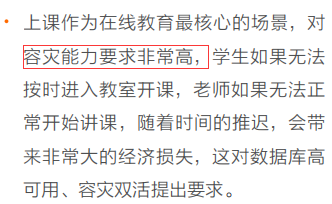 • 上课作为在线教育最核心的场景，对
容灾能力要求非常高，学生如果无法
按时进入教室开课，老师如果无法正
常开始讲课，随着时间的推迟，会带
来非常大的经济损失，这对数据库高
可用、容灾双活提出要求。